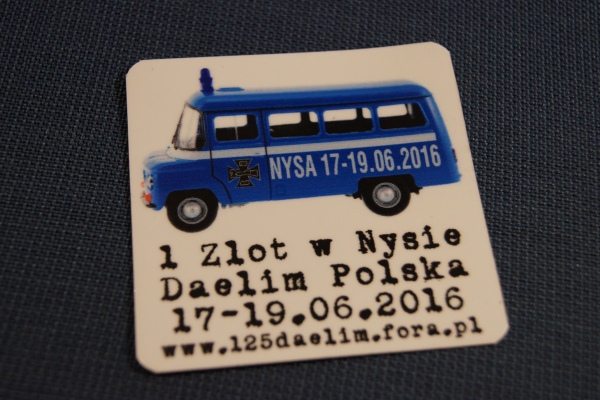 NYSA 17-19.06.2016
1 Zlot w Nysie
Daelim Polska
17-19.06.2016
www.125daelim.fora.pl